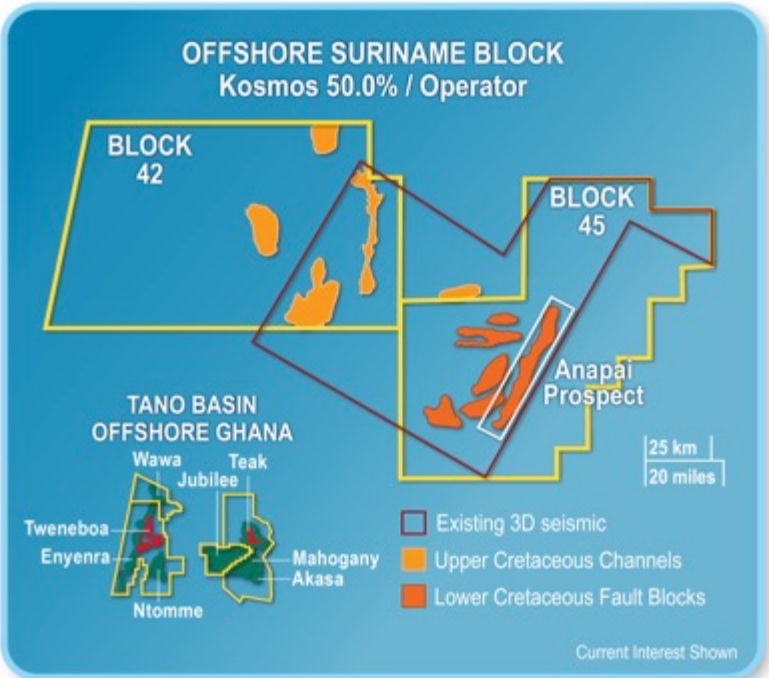 OFFSHORE SURINAME BLOCK
Kosmos 50.0% / Operator
BLOCK
42
BLOCK
45
Anapai
Prospect
TANO BASIN
OFFSHORE GHANA
Wawa
Teak
Jubilee
Tweneboa
Enyenra
Mahogany
Akasa
Ntomme
25 km
20 miles
Existing 3D seismic
Upper Cretaceous Channels
Lower Cretaceous Fault Blocks
Current Interest Shown